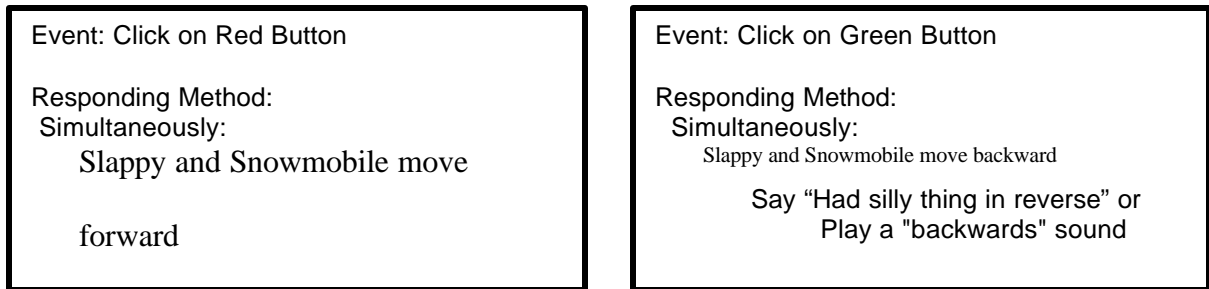 Event: Click on Red Button
Responding Method:
Simultaneously:
Slappy and Snowmobile move
forward
Event: Click on Green Button
Responding Method:
Simultaneously:
Slappy and Snowmobile move backward
Say “Had silly thing in reverse” or
Play a "backwards" sound